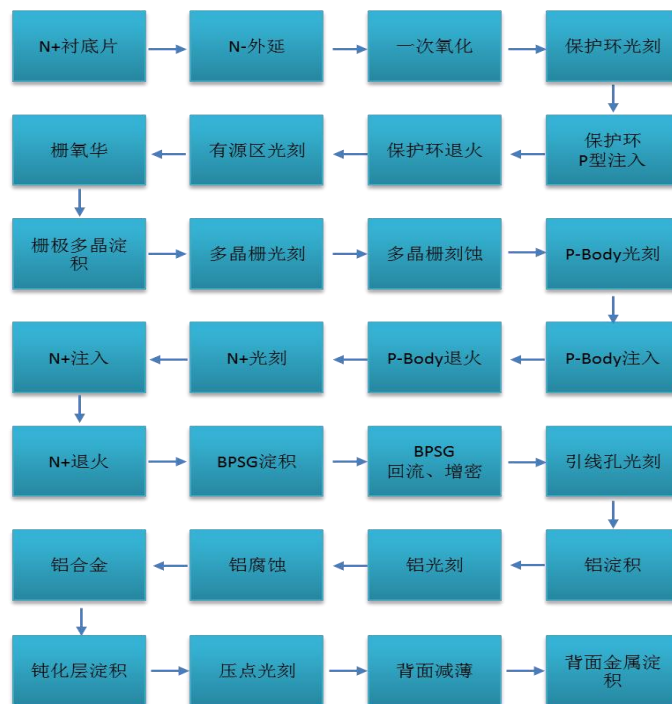 N+衬底片
N-外延
一次氧化
保护环光刻
栅氧华
有源区光刻
保护环退火
保护环
P型注入
栅极多晶淀
积
多晶栅光刻
多晶栅刻蚀
P-Body光刻
N+注入
N+光刻
P-Body退火
P-Body注入
N+退火
BPSG淀积
BPSG
回流、增密
引线孔光刻
铝合金
铝腐蚀
铝光刻
铝淀积
钝化层淀积
压点光刻
背面减薄
背面金属淀
积